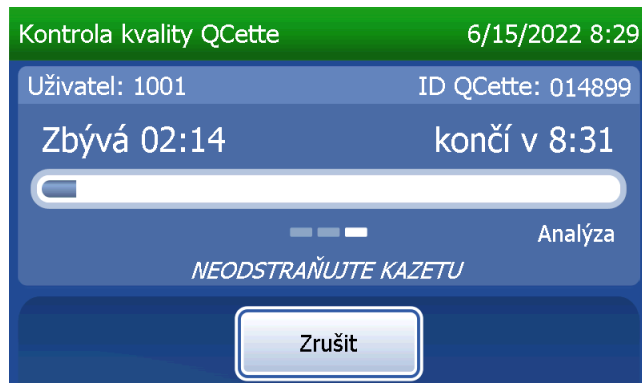 Kontrola kvality QCette 6/15/2022 8:29
Uživatel: 1001 ID QCette: 014899
Zbývá 02:14 končí v 8:31
Analýza
NEODSTRAŇUJTE KAZETU
Zrušit